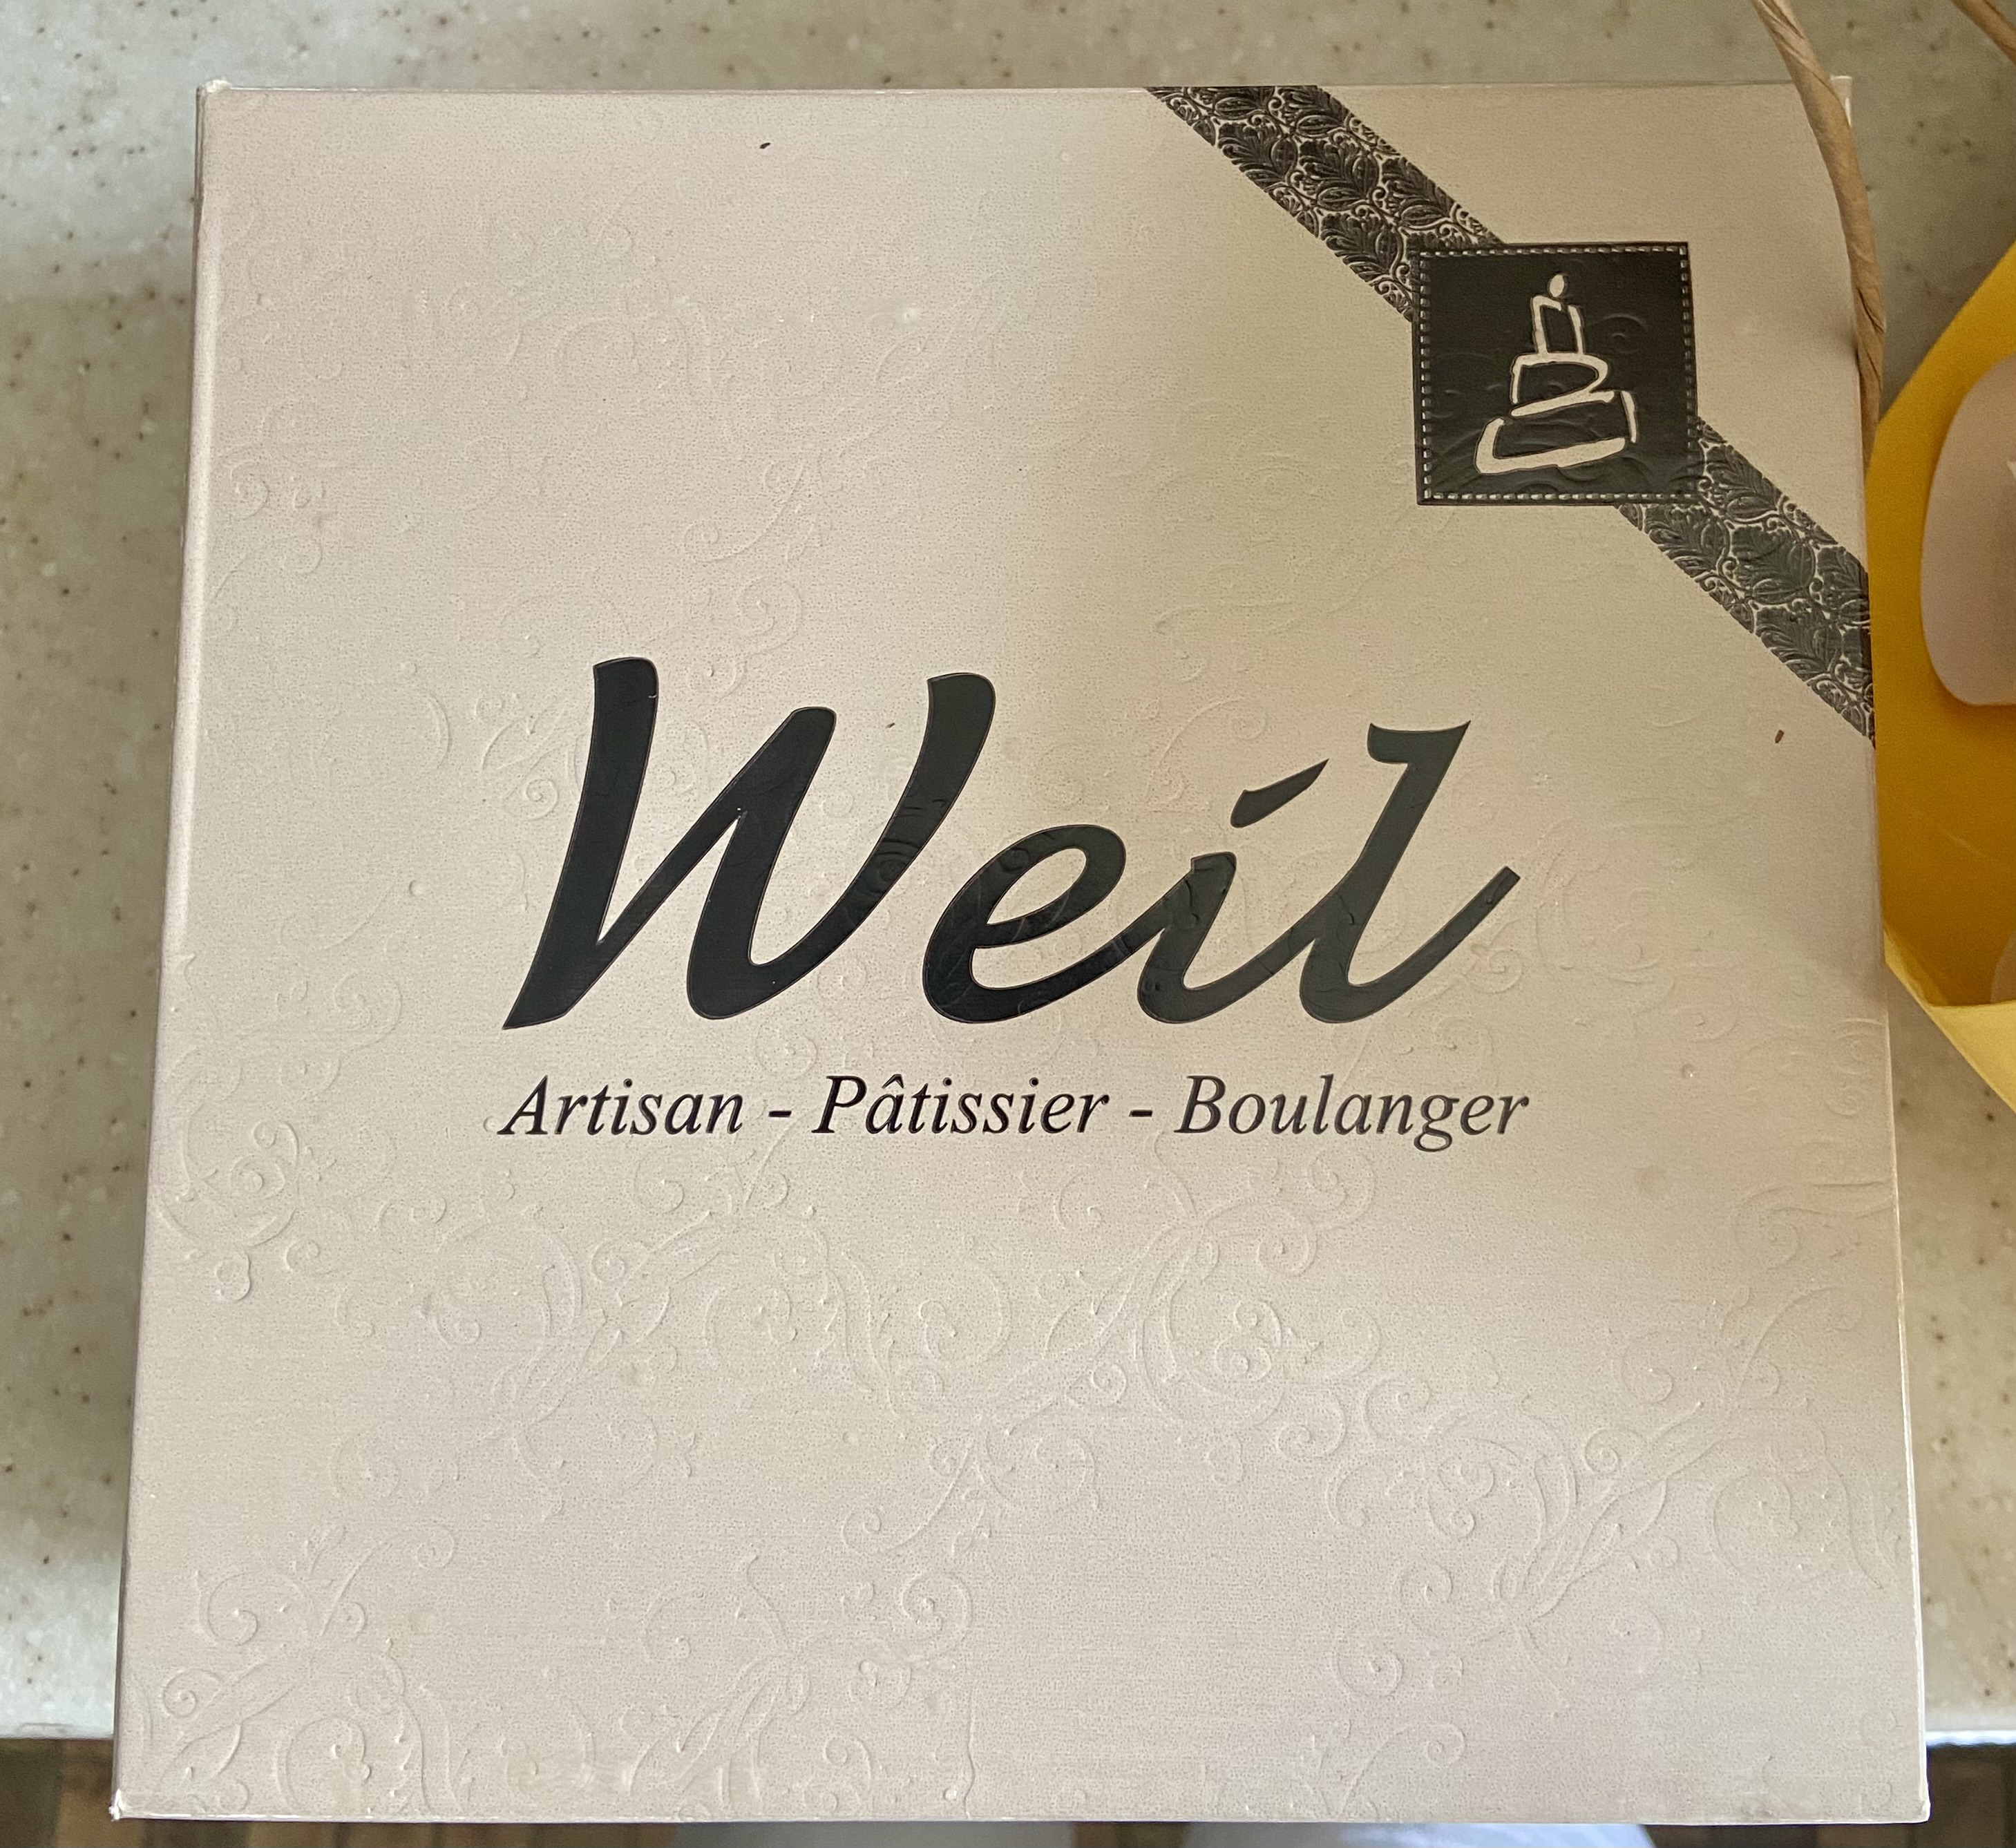 Weil
Artisan - Pâtissier - Boulanger